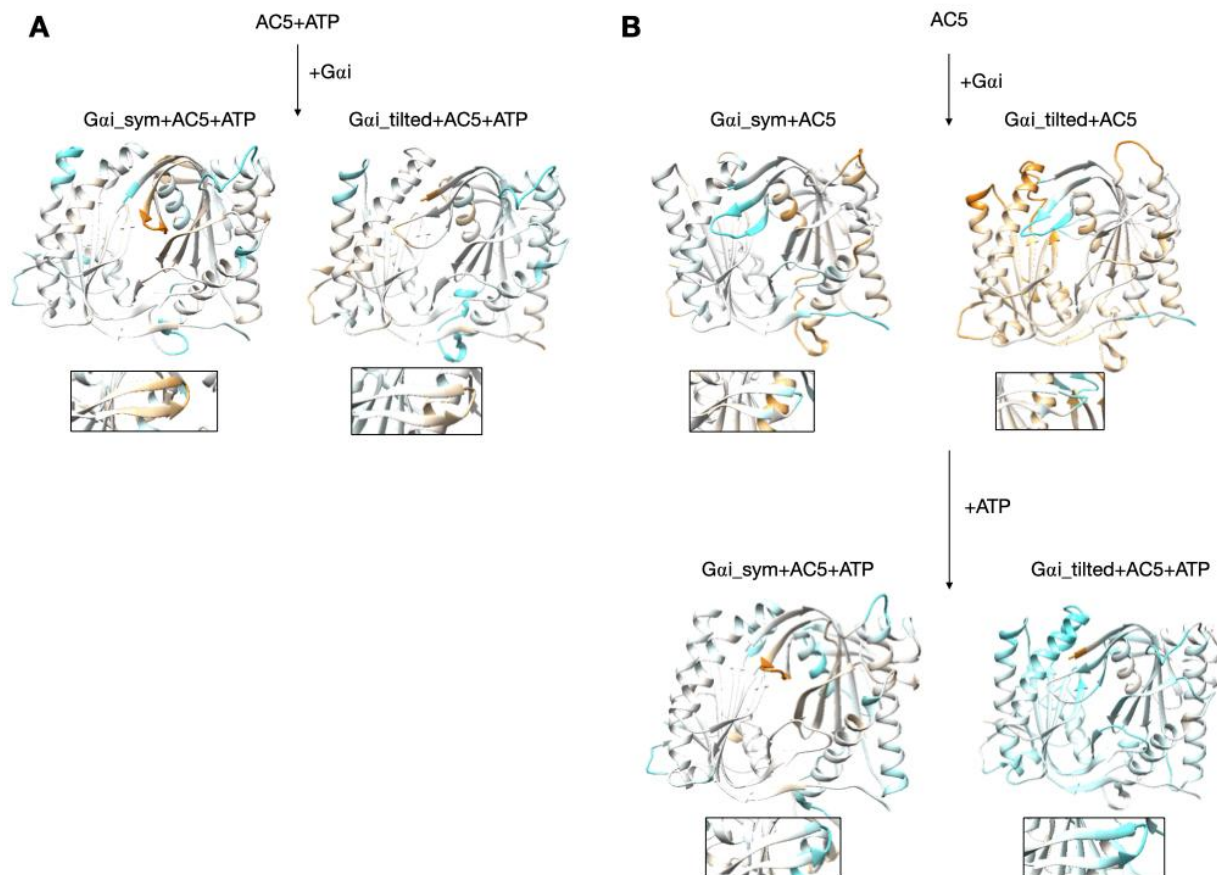 A
AC5+ATP
+Gαi
Gαi_sym+AC5+ATP
Gαi_tilted+AC5+ATP
B
AC5
+Gαi
Gαi_sym+AC5
Gαi_tilted+AC5
+ATP
Gαi_sym+AC5+ATP
Gαi_tilted+AC5+ATP